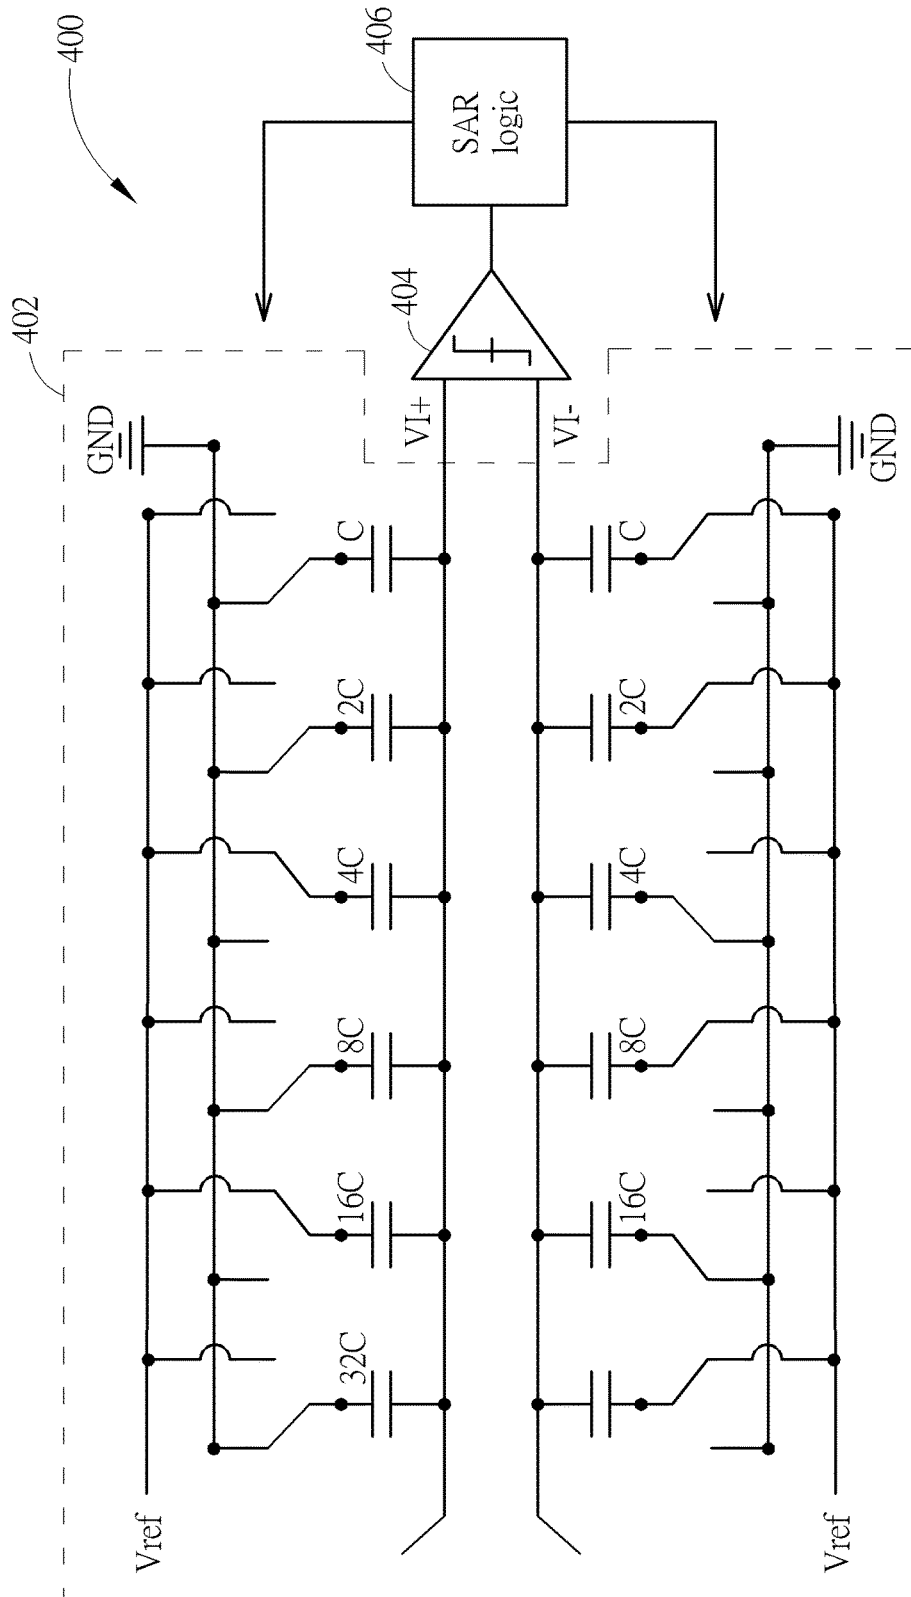 400
406
SAR
logic
404
402
GND
VI+
VI-
GND
C
2C
4C
8C
16C
32C
C
2C
4C
8C
16C
Vref
Vref